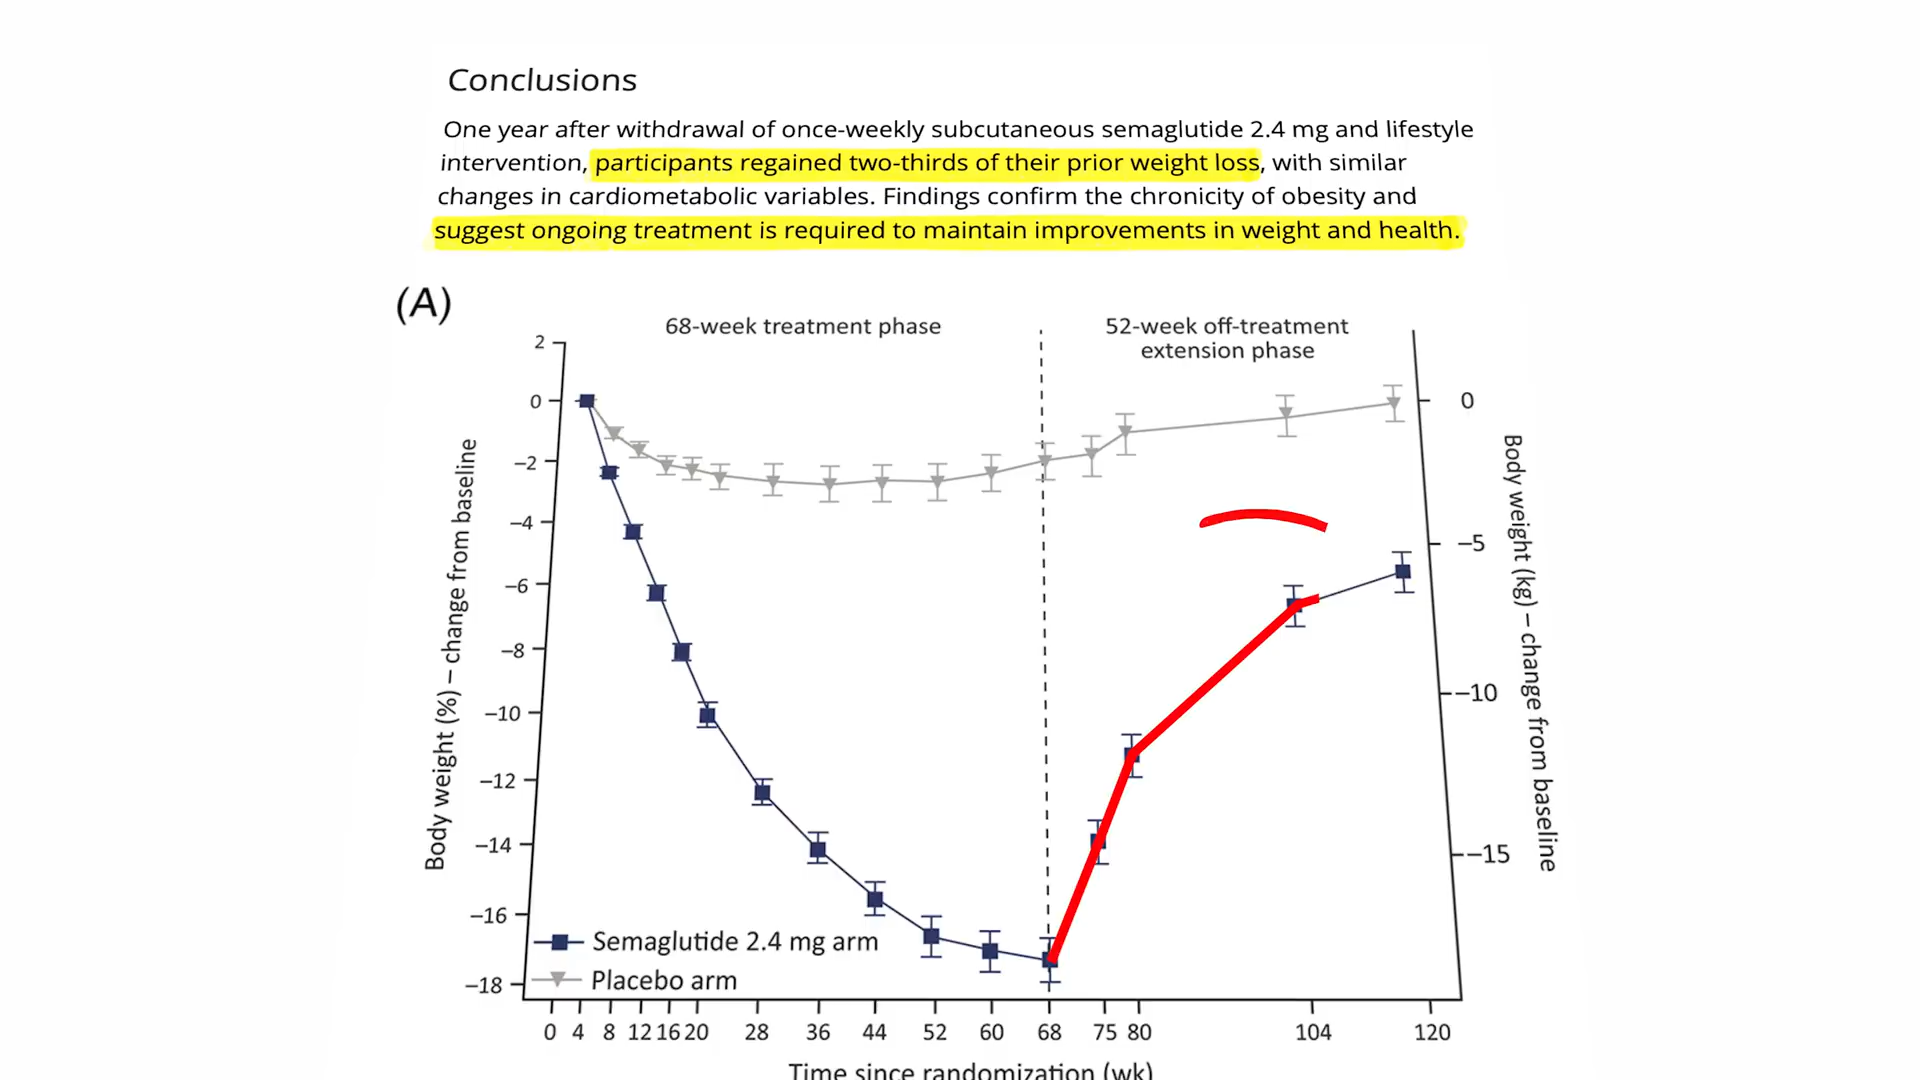 Conclusions
One year after withdrawal of once-weekly subcutaneous semaglutide 2.4 mg and lifestyle
intervention, participants regained two-thirds of their prior weight loss, with similar
changes in cardiometabolic variables. Findings confirm the chronicity of obesity and
suggest ongoing treatment is required to maintain improvements in weight and health.
(A)
68-week treatment phase
52-week off-treatment
extension phase
2
0
–2
–4
–6
–8
–10
–12
–14
–16
–18
Body weight (%) – change from baseline
0
–5
–10
–15
Body weight (kg) – change from baseline
Semaglutide 2.4 mg arm
Placebo arm
0 4 8 12 16 20 28 36 44 52 60 68 75 80 104 120
Time since randomization (wk)